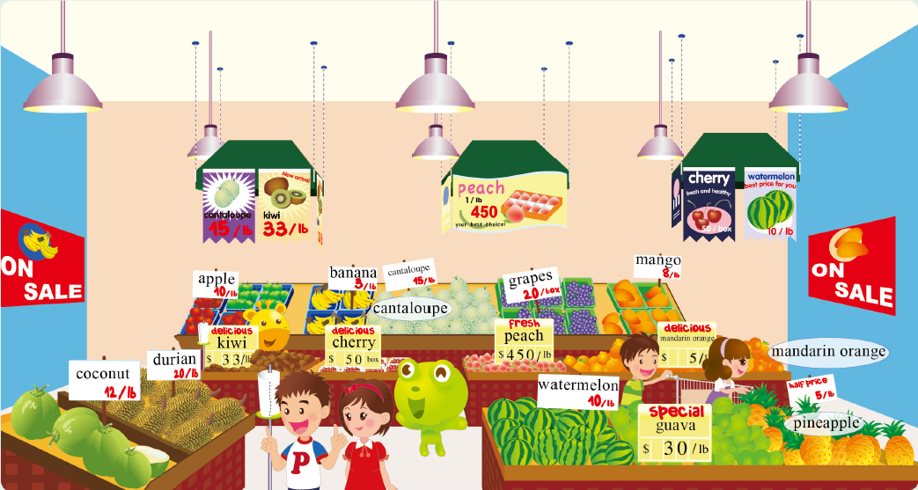 New arrival
cantaloupe
15/lb
kiwi
33/lb
peach
1/lb
450
your best choice!
cherry
fresh and healthy
50/box
watermelon
best price for you
10/lb
ON
SALE
ON
SALE
apple
10/lb
banana
3/lb
cantaloupe
15/lb
cantaloupe
grapes
20/box
mango
8/lb
delicious
kiwi
$ 33/lb
delicious
cherry
$ 50 box
fresh
peach
$450/lb
delicious
mandarin orange
$ 5/l
mandarin orange
coconut
12/lb
durian
20/lb
P
watermelon
10/lb
special
guava
$ 30/lb
half price
5/lb
pineapple